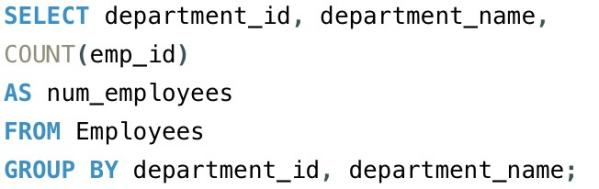 SELECT department_id, department_name,
COUNT(emp_id)
AS num_employees
FROM Employees
GROUP BY department_id, department_name;